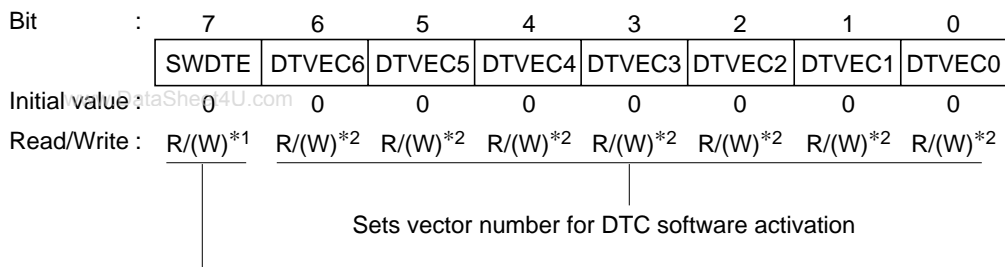 Bit : 7 6 5 4 3 2 1 0
SWDTE DTVEC6 DTVEC5 DTVEC4 DTVEC3 DTVEC2 DTVEC1 DTVEC0
Initial value : 0 0 0 0 0 0 0 0
www.DataSheet4U.com
Read/Write : R/(W)*1 R/(W)*2 R/(W)*2 R/(W)*2 R/(W)*2 R/(W)*2 R/(W)*2 R/(W)*2
Sets vector number for DTC software activation